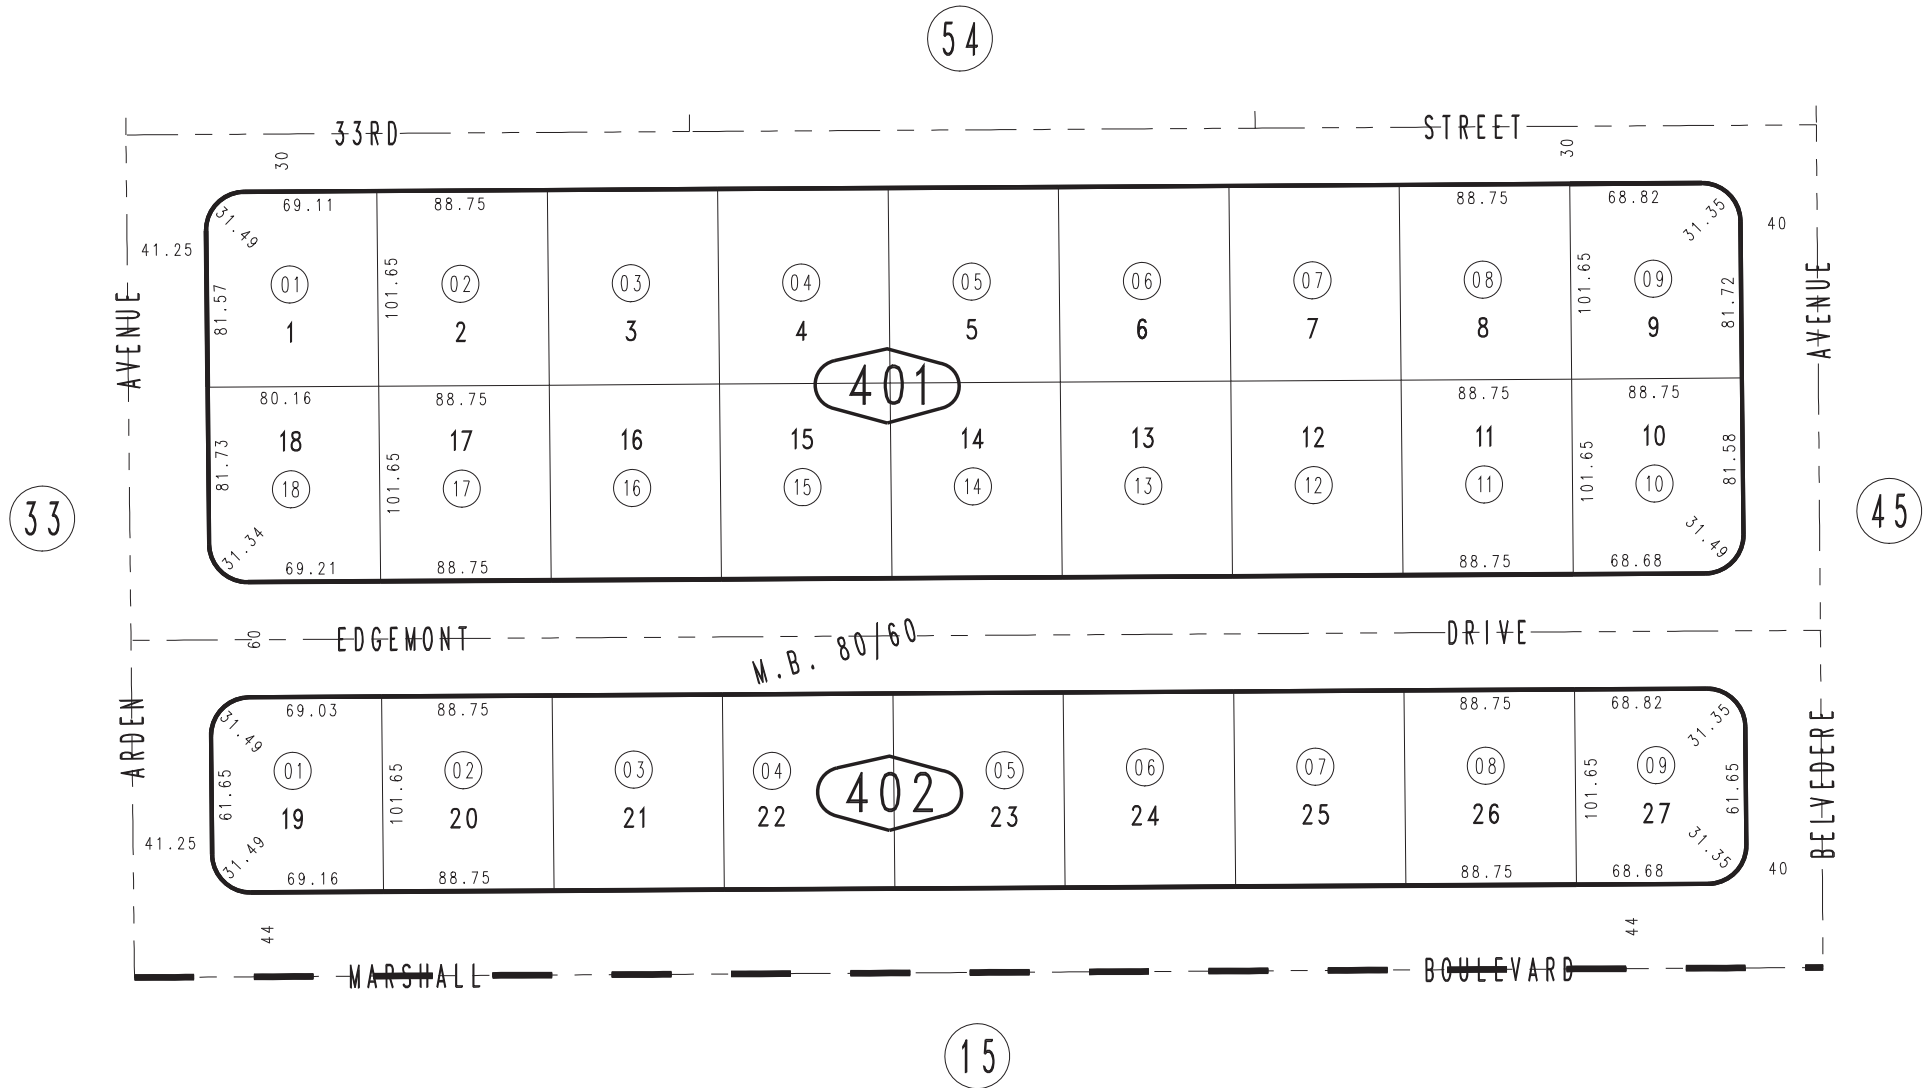 54
33RD STREET
30 30
69.11 88.75 88.75 68.82
31.49 31.35
41.25 40
81.57 101.65 101.65 81.72
01 02 03 04 05 06 07 08 09
1 2 3 4 5 6 7 8 9
AVENUE AVENUE
401
80.16 88.75 88.75 88.75
18 17 16 15 14 13 12 11 10
81.73 101.65 101.65 81.58
18 17 16 15 14 13 12 11 10
33 45
31.34 31.49
69.21 88.75 88.75 68.68
60 EDGEMONT DRIVE
M.B. 80/60
69.03 88.75 88.75 68.82
31.49 31.35
ARDEN BELVEDERE
01 02 03 04 05 06 07 08 09
402
61.65 101.65 101.65 61.65
19 20 21 22 23 24 25 26 27
41.25 40
31.49 31.35
69.16 88.75 88.75 68.68
44 44
MARSHALL BOULEVARD
15